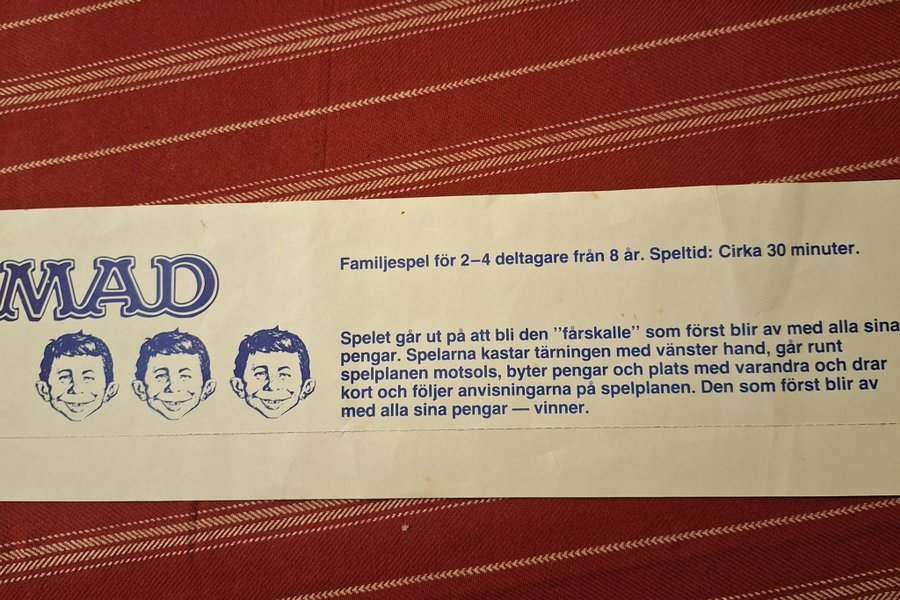 MAD
Familjespel för 2–4 deltagare från 8 år. Speltid: Cirka 30 minuter.
Spelet går ut på att bli den ”fårskalle” som först blir av med alla sina
pengar. Spelarna kastar tärningen med vänster hand, går runt
spelplanen motsols, byter pengar och plats med varandra och drar
kort och följer anvisningarna på spelplanen. Den som först blir av
med alla sina pengar — vinner.